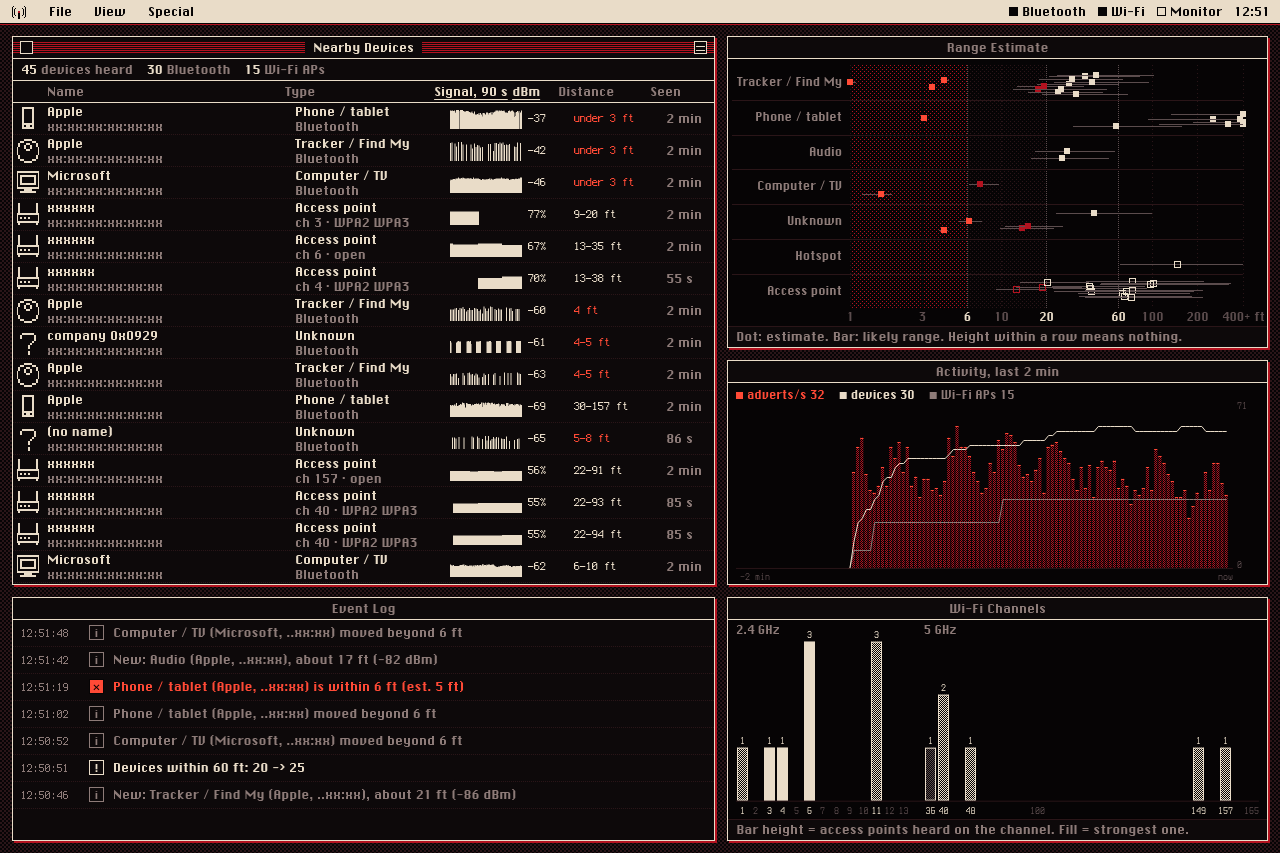 File View Special
Bluetooth Wi-Fi Monitor 12:51
Nearby Devices
45 devices heard 30 Bluetooth 15 Wi-Fi APs
Name Type Signal, 90 s dBm Distance Seen
Apple Phone / tablet -37 under 3 ft 2 min
xx:xx:xx:xx:xx:xx Bluetooth
Apple Tracker / Find My -42 under 3 ft 2 min
xx:xx:xx:xx:xx:xx Bluetooth
Microsoft Computer / TV -46 under 3 ft 2 min
xx:xx:xx:xx:xx:xx Bluetooth
xxxxxx Access point 77% 9-20 ft 2 min
xx:xx:xx:xx:xx:xx ch 3 · WPA2 WPA3
xxxxxx Access point 67% 13-35 ft 2 min
xx:xx:xx:xx:xx:xx ch 6 · open
xxxxxx Access point 70% 13-38 ft 55 s
xx:xx:xx:xx:xx:xx ch 4 · WPA2 WPA3
Apple Tracker / Find My -60 4 ft 2 min
xx:xx:xx:xx:xx:xx Bluetooth
company 0x0929 Unknown -61 4-5 ft 2 min
xx:xx:xx:xx:xx:xx Bluetooth
Apple Tracker / Find My -63 4-5 ft 2 min
xx:xx:xx:xx:xx:xx Bluetooth
Apple Phone / tablet -69 30-157 ft 2 min
xx:xx:xx:xx:xx:xx Bluetooth
(no name) Unknown -65 5-8 ft 86 s
xx:xx:xx:xx:xx:xx Bluetooth
xxxxxx Access point 56% 22-91 ft 2 min
xx:xx:xx:xx:xx:xx ch 157 · open
xxxxxx Access point 55% 22-93 ft 85 s
xx:xx:xx:xx:xx:xx ch 40 · WPA2 WPA3
xxxxxx Access point 55% 22-94 ft 85 s
xx:xx:xx:xx:xx:xx ch 40 · WPA2 WPA3
Microsoft Computer / TV -62 6-10 ft 2 min
xx:xx:xx:xx:xx:xx Bluetooth
Range Estimate
Tracker / Find My
Phone / tablet
Audio
Computer / TV
Unknown
Hotspot
Access point
1 3 6 10 20 60 100 200 400+ ft
Dot: estimate. Bar: likely range. Height within a row means nothing.
Activity, last 2 min
adverts/s 32 devices 30 Wi-Fi APs 15
71
0
-2 min now
Event Log
12:51:48 i Computer / TV (Microsoft, ..xx:xx) moved beyond 6 ft
12:51:42 i New: Audio (Apple, ..xx:xx), about 17 ft (-82 dBm)
12:51:19 × Phone / tablet (Apple, ..xx:xx) is within 6 ft (est. 5 ft)
12:51:02 i Phone / tablet (Apple, ..xx:xx) moved beyond 6 ft
12:50:52 i Computer / TV (Microsoft, ..xx:xx) moved beyond 6 ft
12:50:51 ! Devices within 60 ft: 20 -> 25
12:50:46 i New: Tracker / Find My (Apple, ..xx:xx), about 21 ft (-86 dBm)
Wi-Fi Channels
2.4 GHz 5 GHz
1 1 1 3 3 1 2 1 1 1
1 2 3 4 5 6 7 8 9 10 11 12 13 36 40 48 100 149 157 165
Bar height = access points heard on the channel. Fill = strongest one.